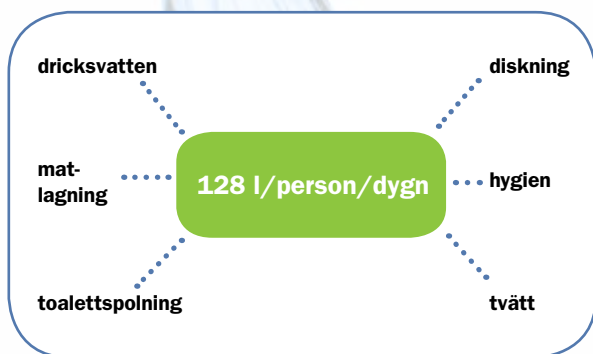 dricksvatten
diskning
mat-
lagning
128 l/person/dygn
hygien
toalettspolning
tvätt